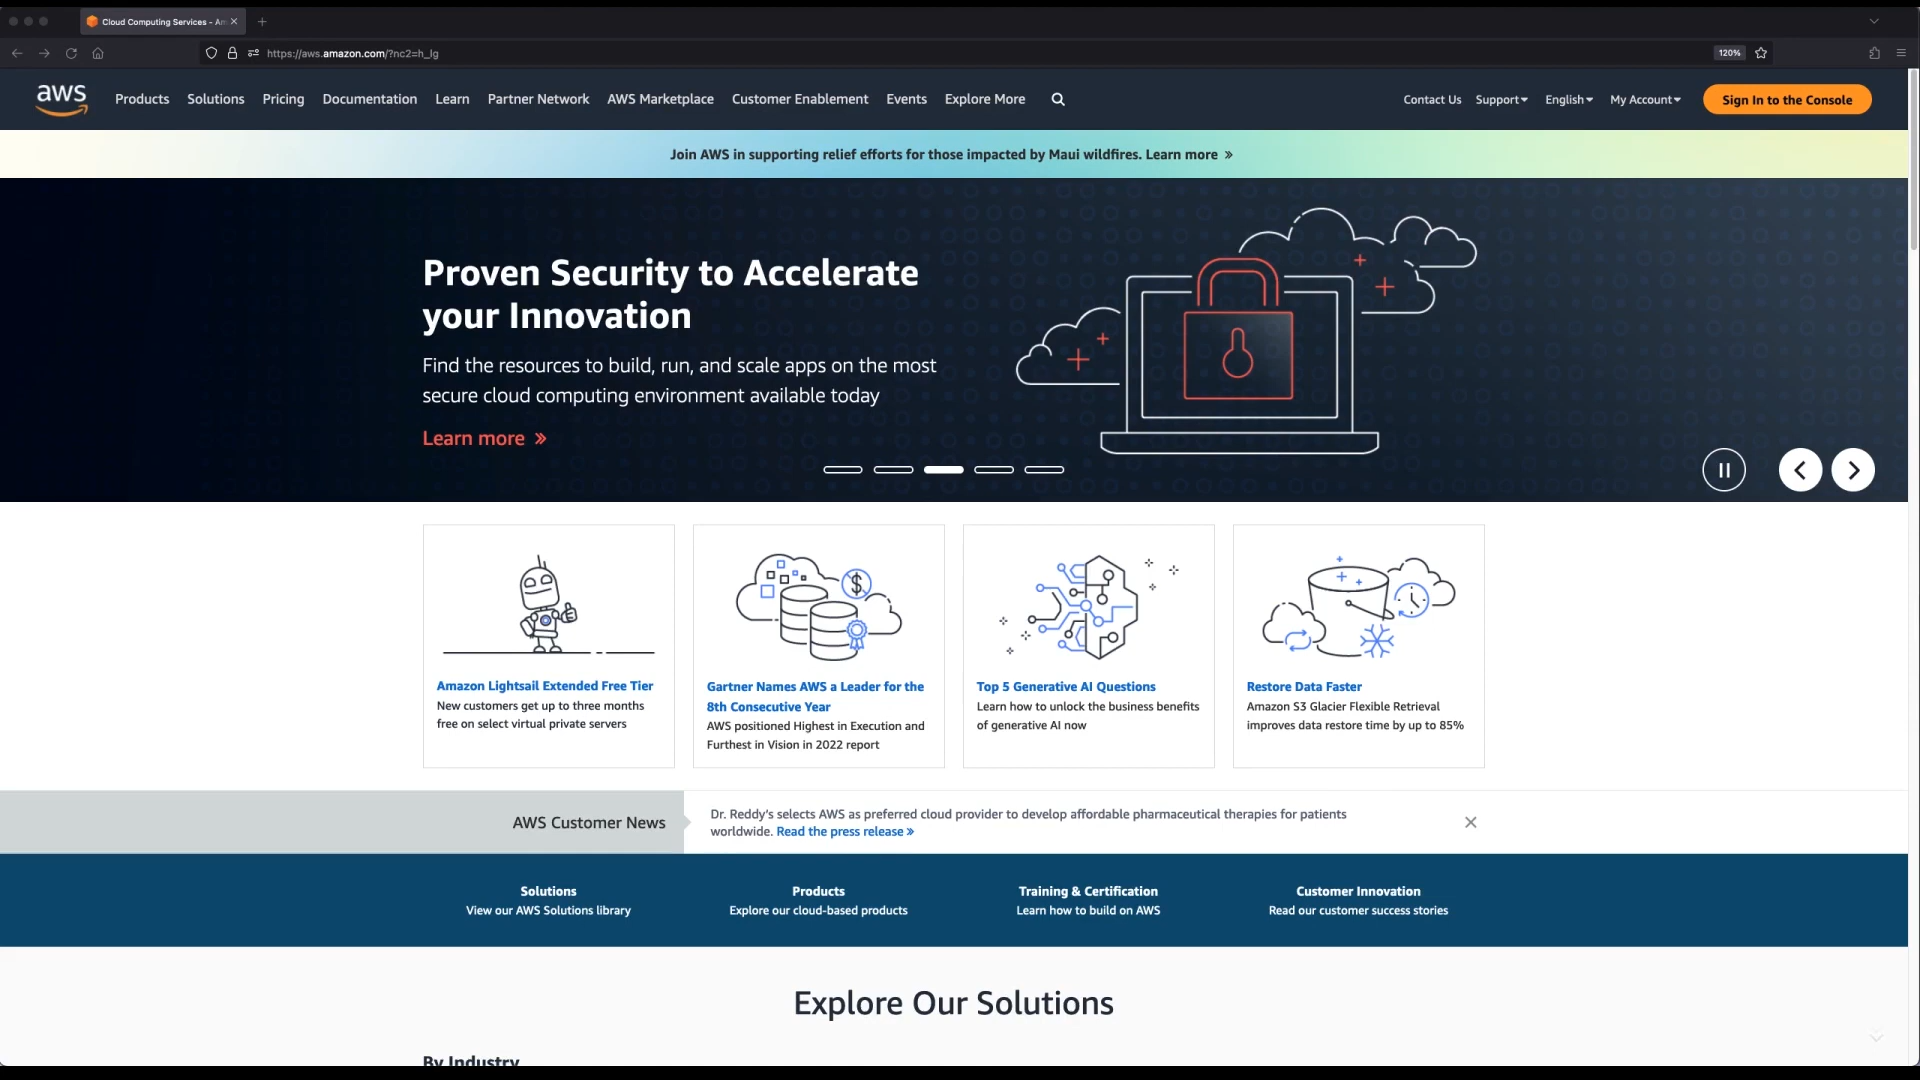 Cloud Computing Services - Am
https://aws.amazon.com/?nc2=h_lg
120%
aws
Products
Solutions
Pricing
Documentation
Learn
Partner Network
AWS Marketplace
Customer Enablement
Events
Explore More
Contact Us
Support
English
My Account
Sign In to the Console
Join AWS in supporting relief efforts for those impacted by Maui wildfires. Learn more »
Proven Security to Accelerate
your Innovation
Find the resources to build, run, and scale apps on the most
secure cloud computing environment available today
Learn more »
Amazon Lightsail Extended Free Tier
New customers get up to three months
free on select virtual private servers
Gartner Names AWS a Leader for the
8th Consecutive Year
AWS positioned Highest in Execution and
Furthest in Vision in 2022 report
Top 5 Generative AI Questions
Learn how to unlock the business benefits
of generative AI now
Restore Data Faster
Amazon S3 Glacier Flexible Retrieval
improves data restore time by up to 85%
AWS Customer News
Dr. Reddy's selects AWS as preferred cloud provider to develop affordable pharmaceutical therapies for patients
worldwide. Read the press release »
Solutions
View our AWS Solutions library
Products
Explore our cloud-based products
Training & Certification
Learn how to build on AWS
Customer Innovation
Read our customer success stories
Explore Our Solutions
By Industry